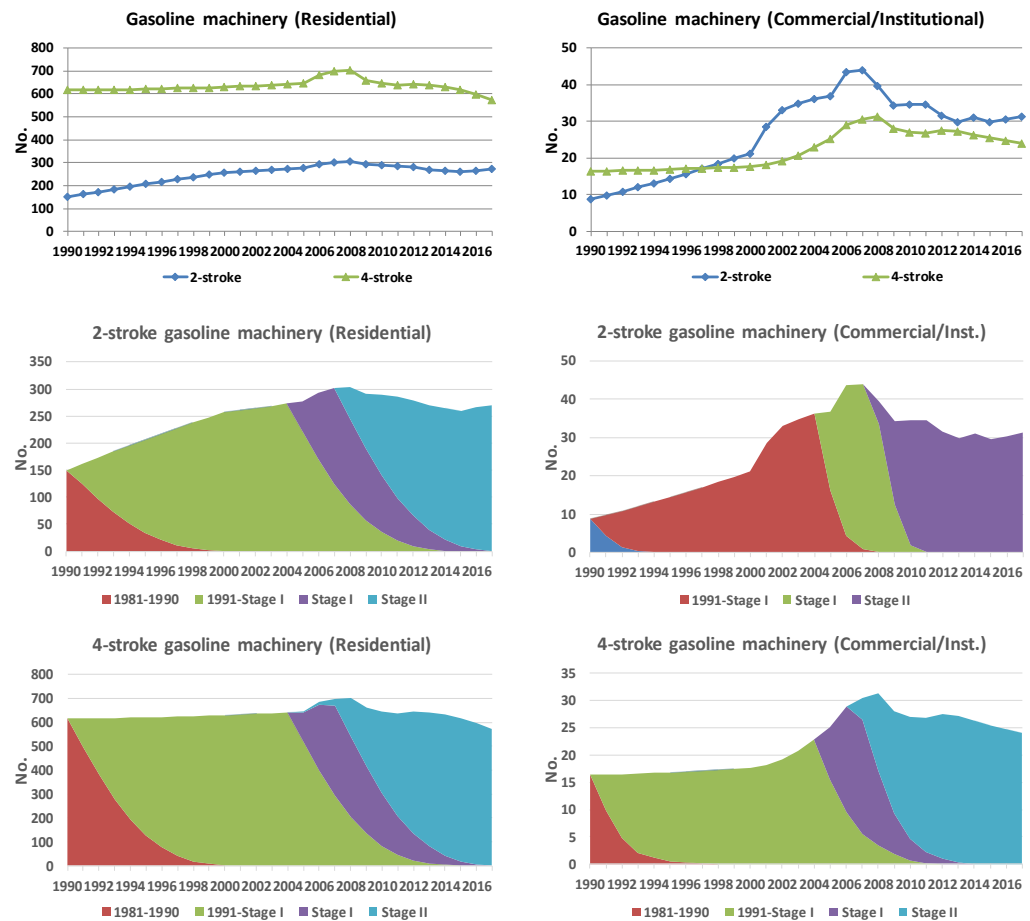 Gasoline machinery (Residential)
800
700
600
500
400
300
200
100
0
No.
1990 1992 1994 1996 1998 2000 2002 2004 2006 2008 2010 2012 2014 2016
2-stroke 4-stroke
Gasoline machinery (Commercial/Institutional)
50
40
30
20
10
0
No.
1990 1992 1994 1996 1998 2000 2002 2004 2006 2008 2010 2012 2014 2016
2-stroke 4-stroke
2-stroke gasoline machinery (Residential)
350
300
250
200
150
100
50
0
No.
1990 1992 1994 1996 1998 2000 2002 2004 2006 2008 2010 2012 2014 2016
1981-1990 1991-Stage I Stage I Stage II
2-stroke gasoline machinery (Commercial/Inst.)
50
40
30
20
10
0
No.
1990 1992 1994 1996 1998 2000 2002 2004 2006 2008 2010 2012 2014 2016
1991-Stage I Stage I Stage II
4-stroke gasoline machinery (Residential)
800
700
600
500
400
300
200
100
0
No.
1990 1992 1994 1996 1998 2000 2002 2004 2006 2008 2010 2012 2014 2016
1981-1990 1991-Stage I Stage I Stage II
4-stroke gasoline machinery (Commercial/Inst.)
35
30
25
20
15
10
5
0
No.
1990 1992 1994 1996 1998 2000 2002 2004 2006 2008 2010 2012 2014 2016
1981-1990 1991-Stage I Stage I Stage II